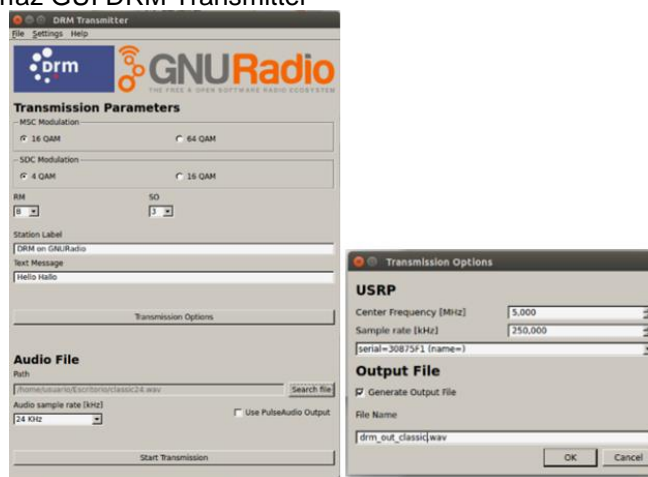 GUI DRM Transmitter
DRM Transmitter
File Settings Help
Drm
GNURadio
THE FREE & OPEN SOFTWARE RADIO ECOSYSTEM
Transmission Parameters
MSC Modulation
16 QAM 64 QAM
SDC Modulation
4 QAM 16 QAM
RM SO
B 3
Station Label
DRM on GNURadio
Text Message
Hello Hallo
Transmission Options
Audio File
Path
/home/usuario/Escritorio/classic24.wav Search file
Audio sample rate [kHz]
24 KHz Use PulseAudio Output
Start Transmission
Transmission Options
USRP
Center Frequency [MHz] 5,000
Sample rate [kHz] 250,000
serial=30875F1 (name=)
Output File
Generate Output File
File Name
drm_out_classic.wav
OK Cancel